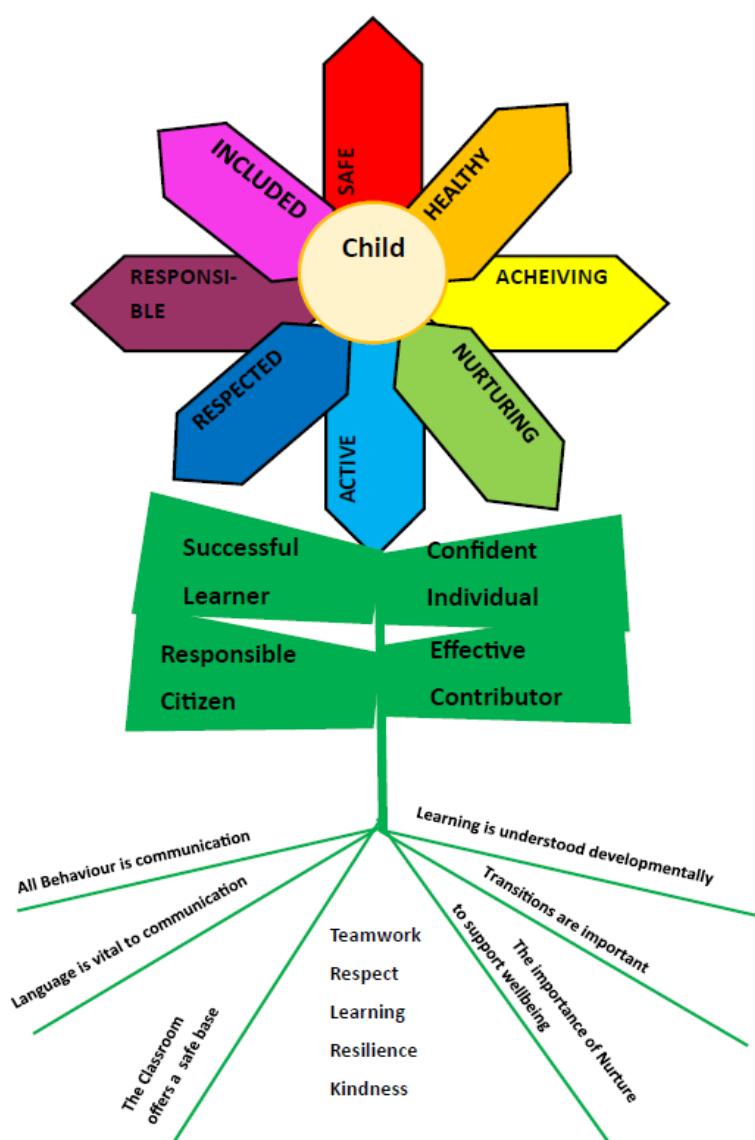 SAFE
INCLUDED
HEALTHY
Child
RESPONSI-
BLE
ACHEIVING
RESPECTED
NURTURING
ACTIVE
Successful
Learner
Confident
Individual
Responsible
Citizen
Effective
Contributor
All Behaviour is communication
Language is vital to communication
The Classroom
offers a safe base
Teamwork
Respect
Learning
Resilience
Kindness
Learning is understood developmentally
Transitions are important
The importance of Nurture
to support wellbeing